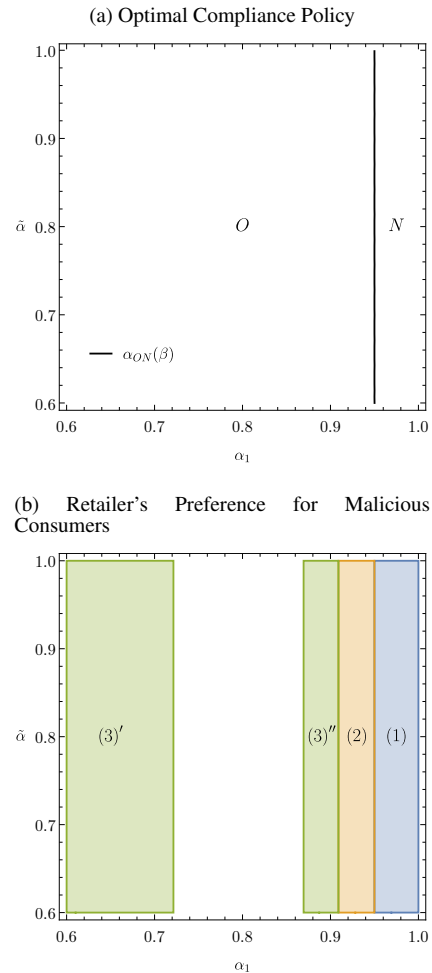 (a) Optimal Compliance Policy
1.0
0.9
O
N
α̃
0.8
0.7
α_{ON}(β)
0.6
0.6 0.7 0.8 0.9 1.0
α₁
(b) Retailer's Preference for Malicious
Consumers
1.0
0.9
α̃
0.8
(3)′ (3)″ (2) (1)
0.7
0.6
0.6 0.7 0.8 0.9 1.0
α₁